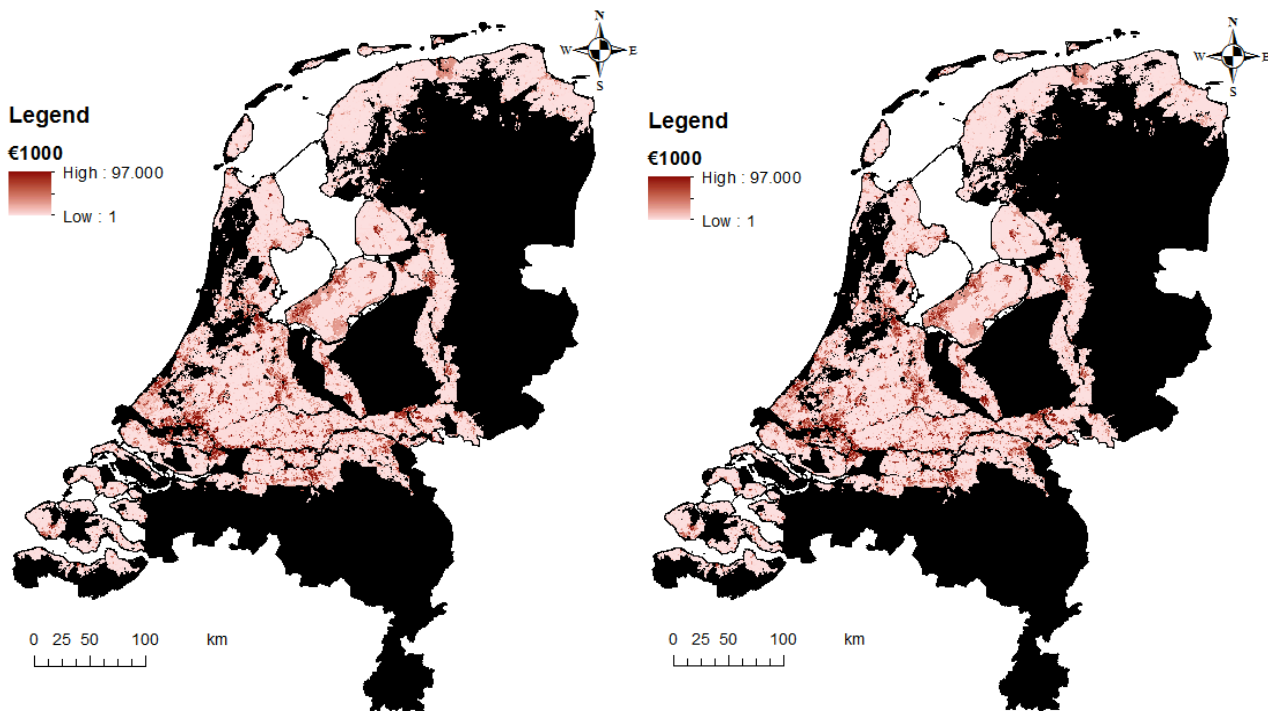 N
W E
S
Legend
€1000
High : 97.000
Low : 1
0 25 50 100 km
N
W E
S
Legend
€1000
High : 97.000
Low : 1
0 25 50 100 km